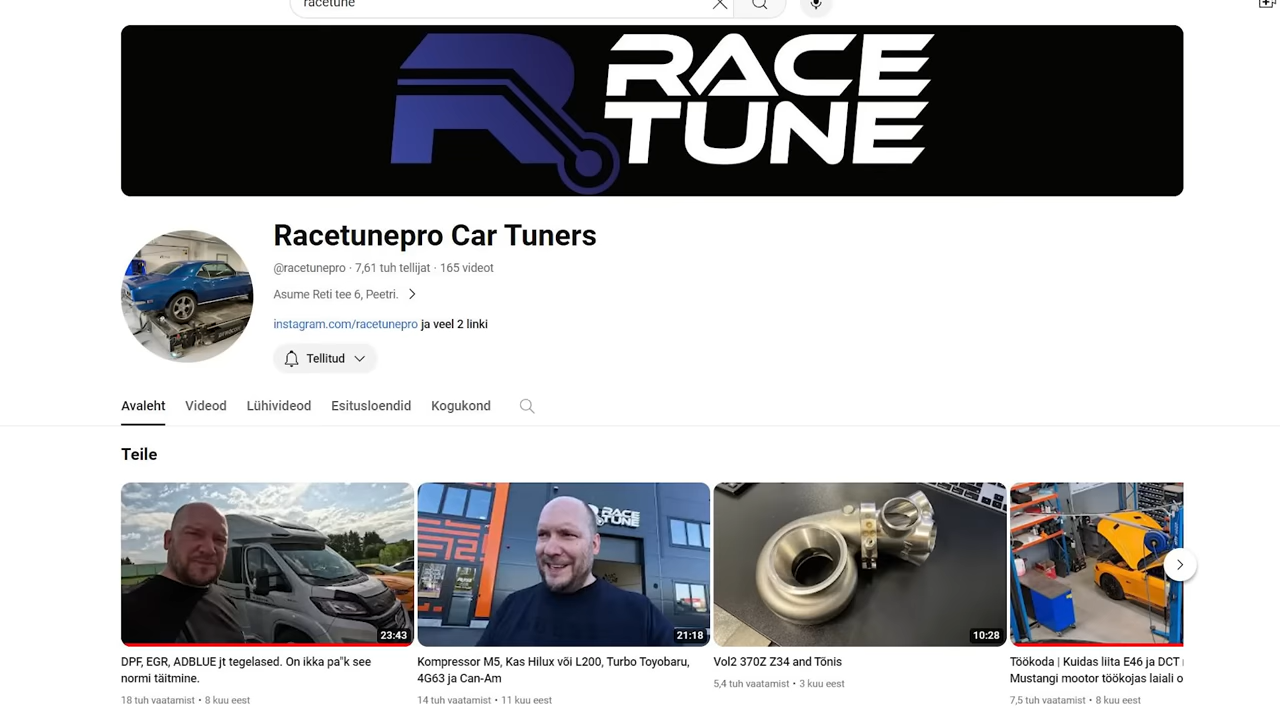 racetune
RACE
TUNE
Racetunepro Car Tuners
@racetunepro · 7,61 tuh tellijat · 165 videot
Asume Reti tee 6, Peetri.
instagram.com/racetunepro ja veel 2 linki
Tellitud
Avaleht Videod Lühivideod Esitusloendid Kogukond
Teile
RACE
TUNE
23:43 21:18 10:28
DPF, EGR, ADBLUE jt tegelased. On ikka pa"k see
normi täitmine.
18 tuh vaatamist • 8 kuu eest
Kompressor M5, Kas Hilux või L200, Turbo Toyobaru,
4G63 ja Can-Am
14 tuh vaatamist • 11 kuu eest
Vol2 370Z Z34 and Tõnis
5,4 tuh vaatamist • 3 kuu eest
Töökoda | Kuidas liita E46 ja DCT
Mustangi mootor töökojas laiali o
7,5 tuh vaatamist • 8 kuu eest